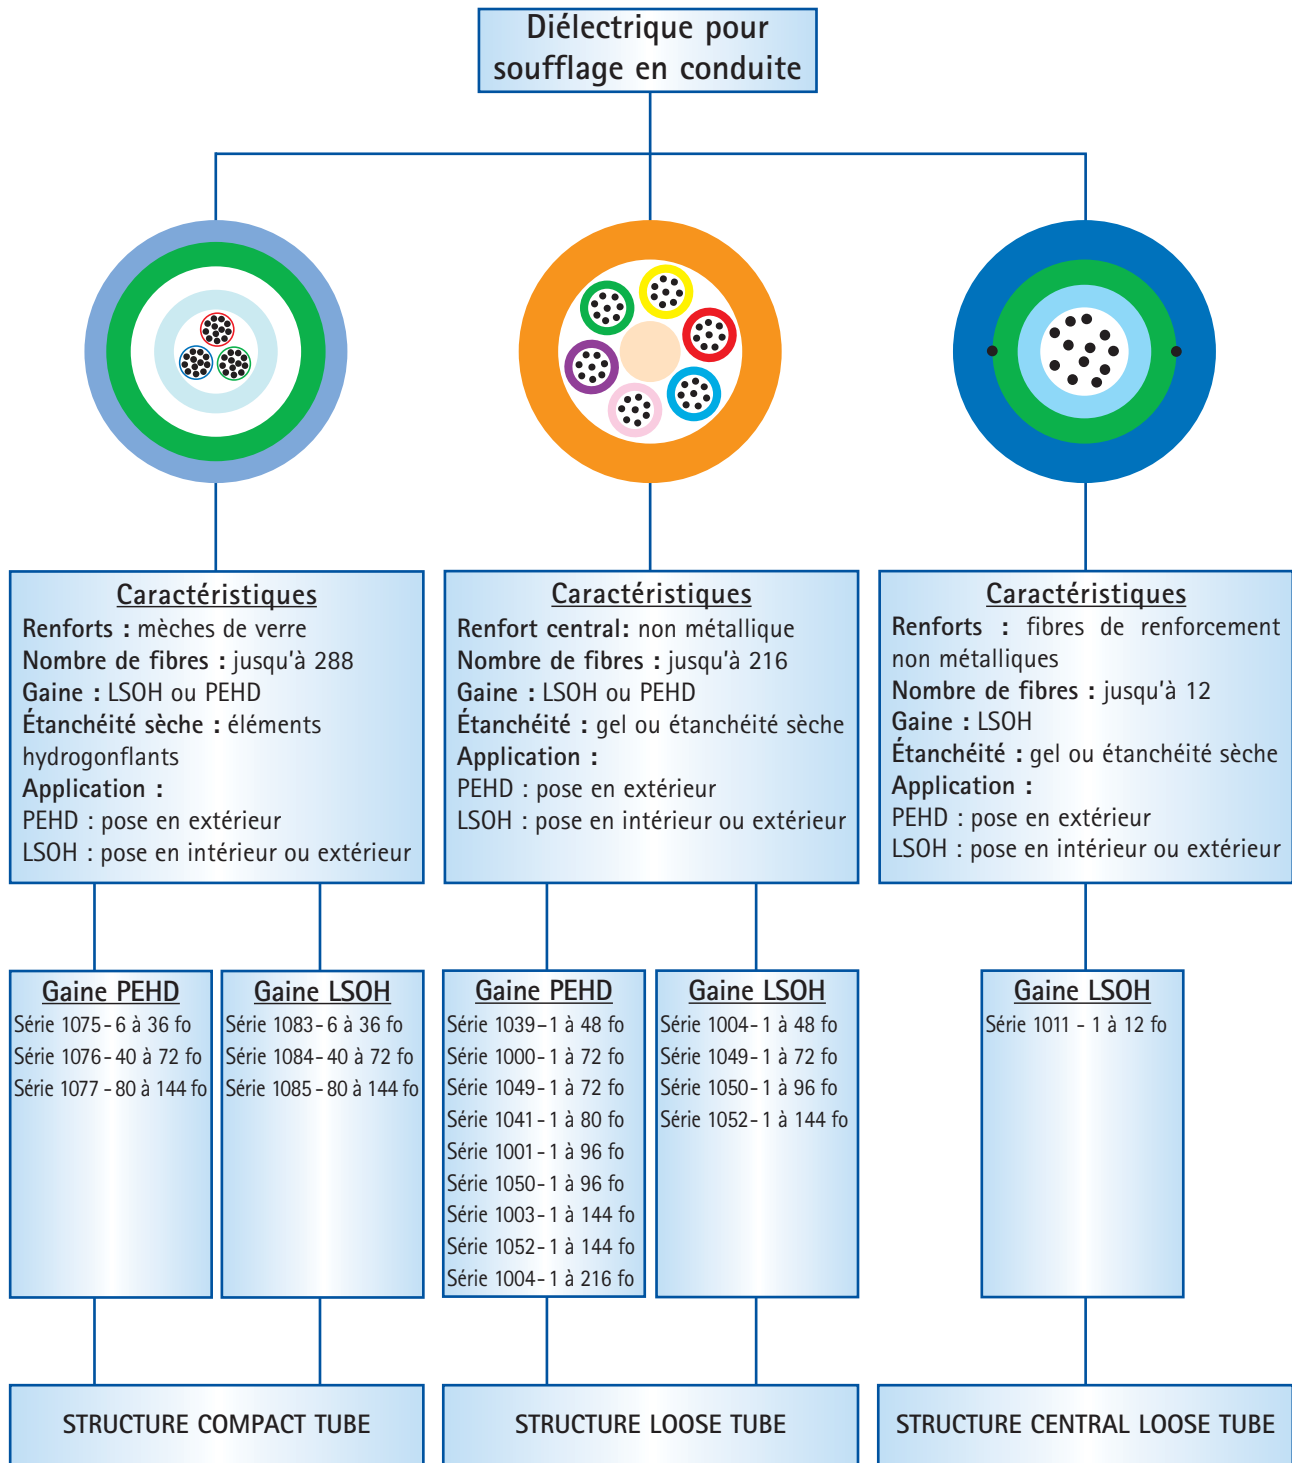 Diélectrique pour
soufflage en conduite
Caractéristiques
Renforts : mèches de verre
Nombre de fibres : jusqu'à 288
Gaine : LSOH ou PEHD
Étanchéité sèche : éléments
hydrogonflants
Application :
PEHD : pose en extérieur
LSOH : pose en intérieur ou extérieur
Caractéristiques
Renfort central: non métallique
Nombre de fibres : jusqu'à 216
Gaine : LSOH ou PEHD
Étanchéité : gel ou étanchéité sèche
Application :
PEHD : pose en extérieur
LSOH : pose en intérieur ou extérieur
Caractéristiques
Renforts : fibres de renforcement
non métalliques
Nombre de fibres : jusqu'à 12
Gaine : LSOH
Étanchéité : gel ou étanchéité sèche
Application :
PEHD : pose en extérieur
LSOH : pose en intérieur ou extérieur
Gaine PEHD
Série 1075 - 6 à 36 fo
Série 1076 - 40 à 72 fo
Série 1077 - 80 à 144 fo
Gaine LSOH
Série 1083 - 6 à 36 fo
Série 1084 - 40 à 72 fo
Série 1085 - 80 à 144 fo
Gaine PEHD
Série 1039 - 1 à 48 fo
Série 1000 - 1 à 72 fo
Série 1049 - 1 à 72 fo
Série 1041 - 1 à 80 fo
Série 1001 - 1 à 96 fo
Série 1050 - 1 à 96 fo
Série 1003 - 1 à 144 fo
Série 1052 - 1 à 144 fo
Série 1004 - 1 à 216 fo
Gaine LSOH
Série 1004 - 1 à 48 fo
Série 1049 - 1 à 72 fo
Série 1050 - 1 à 96 fo
Série 1052 - 1 à 144 fo
Gaine LSOH
Série 1011 - 1 à 12 fo
STRUCTURE COMPACT TUBE
STRUCTURE LOOSE TUBE
STRUCTURE CENTRAL LOOSE TUBE